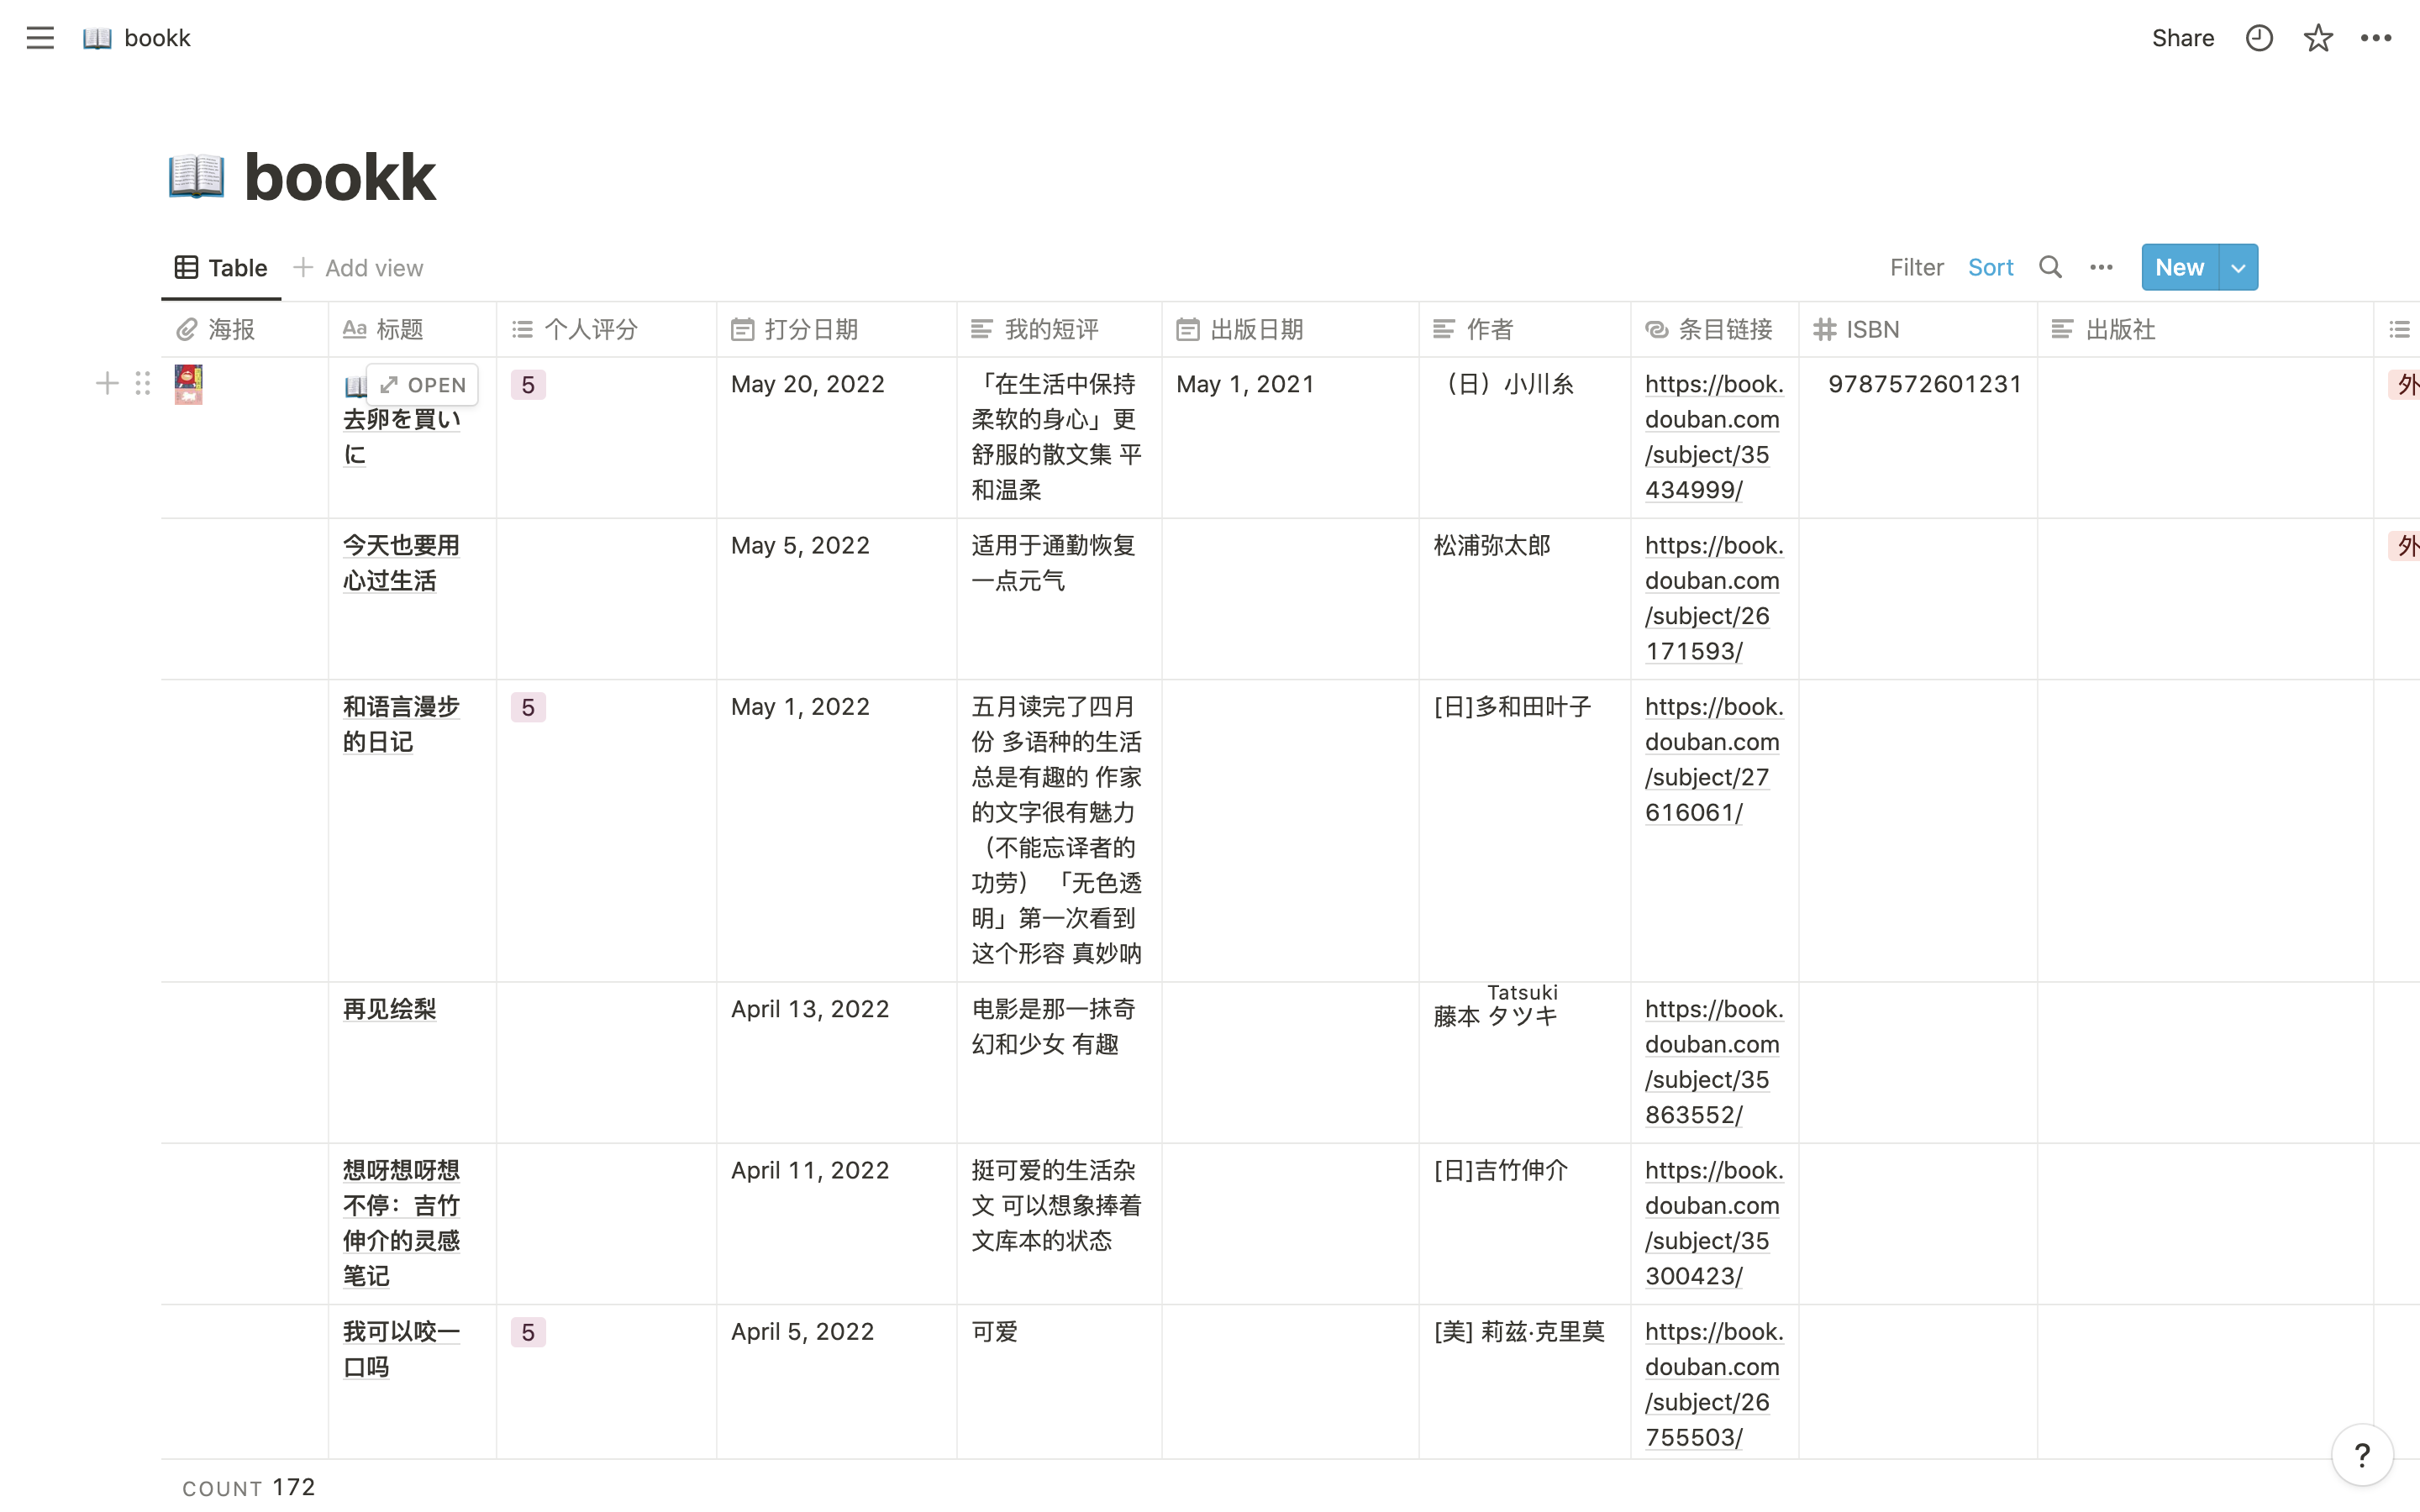 bookk
Share
bookk
Table
Add view
Filter
Sort
New
海报
Aa 标题
个人评分
打分日期
我的短评
出版日期
作者
条目链接
ISBN
出版社
OPEN
去卵を買い
に
5
May 20, 2022
「在生活中保持
柔软的身心」更
舒服的散文集 平
和温柔
May 1, 2021
（日）小川糸
https://book.
douban.com
/subject/35
434999/
9787572601231
外
今天也要用
心过生活
May 5, 2022
适用于通勤恢复
一点元气
松浦弥太郎
https://book.
douban.com
/subject/26
171593/
外
和语言漫步
的日记
5
May 1, 2022
五月读完了四月
份 多语种的生活
总是有趣的 作家
的文字很有魅力
（不能忘译者的
功劳） 「无色透
明」第一次看到
这个形容 真妙呐
[日]多和田叶子
https://book.
douban.com
/subject/27
616061/
再见绘梨
April 13, 2022
电影是那一抹奇
幻和少女 有趣
Tatsuki
藤本 タツキ
https://book.
douban.com
/subject/35
863552/
想呀想呀想
不停：吉竹
伸介的灵感
笔记
April 11, 2022
挺可爱的生活杂
文 可以想象捧着
文库本的状态
[日]吉竹伸介
https://book.
douban.com
/subject/35
300423/
我可以咬一
口吗
5
April 5, 2022
可爱
[美] 莉兹·克里莫
https://book.
douban.com
/subject/26
755503/
COUNT 172
?